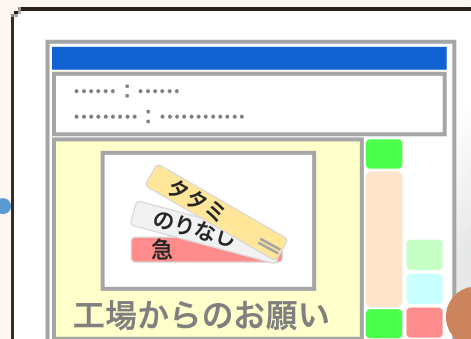 タタミ
のりなし
急
工場からのお願い